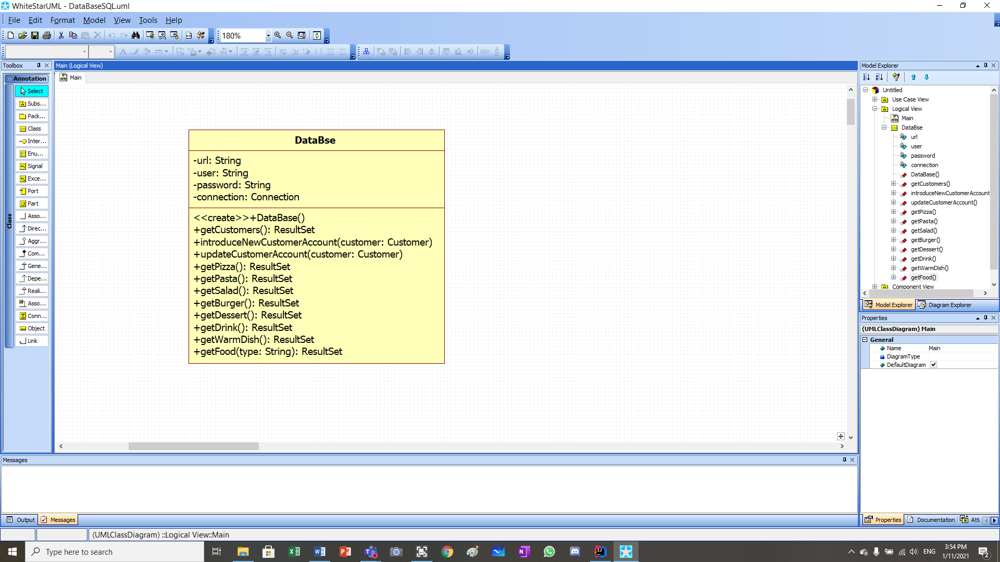 WhiteStarUML - DataBaseSQL.uml
File Edit Format Model View Tools Help
180%
Toolbox
Main (Logical View)
Model Explorer
Annotation
Main
Select
Subs...
Pack...
Class
Inter...
Enu...
Signal
Exce...
Port
Part
Asso...
Direc...
Aggr...
Com...
Gene...
Depe...
Reali...
Asso...
Conn...
Object
Link
Class
DataBse
-url: String
-user: String
-password: String
-connection: Connection
<<create>>+DataBase()
+getCustomers(): ResultSet
+introduceNewCustomerAccount(customer: Customer)
+updateCustomerAccount(customer: Customer)
+getPizza(): ResultSet
+getPasta(): ResultSet
+getSalad(): ResultSet
+getBurger(): ResultSet
+getDessert(): ResultSet
+getDrink(): ResultSet
+getWarmDish(): ResultSet
+getFood(type: String): ResultSet
Untitled
Use Case View
Logical View
Main
DataBse
url
user
password
connection
DataBase()
getCustomers()
introduceNewCustomerAccount
updateCustomerAccount()
getPizza()
getPasta()
getSalad()
getBurger()
getDessert()
getDrink()
getWarmDish()
getFood()
Component View
Model Explorer Diagram Explorer
Properties
(UMLClassDiagram) Main
General
Name Main
DiagramType
DefaultDiagram
Messages
Output Messages
Properties Documentation Att
(UMLClassDiagram) ::Logical View::Main
Type here to search
ENG
3:54 PM
1/11/2021
2